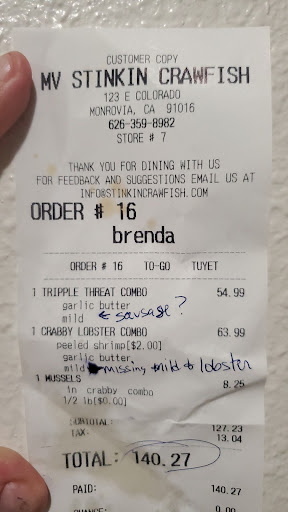 CUSTOMER COPY
MV STINKIN CRAWFISH
123 E COLORADO
MONROVIA, CA 91016
626-359-8982
STORE # 7
THANK YOU FOR DINING WITH US
FOR FEEDBACK AND SUGGESTIONS EMAIL US AT
INFO@STINKINCRAWFISH.COM
ORDER # 16
brenda
ORDER # 16 TO-GO TUYET
1 TRIPPLE THREAT COMBO 54.99
garlic butter
mild ← sausage?
1 CRABBY LOBSTER COMBO 63.99
peeled shrimp[$2.00]
garlic butter
mild missing mild + lobster
1 MUSSELS 8.25
in crabby combo
1/2 lb[$0.00]
SUBTOTAL: 127.23
TAX: 13.04
TOTAL: 140.27
PAID: 140.27
CHANGE: 0.00